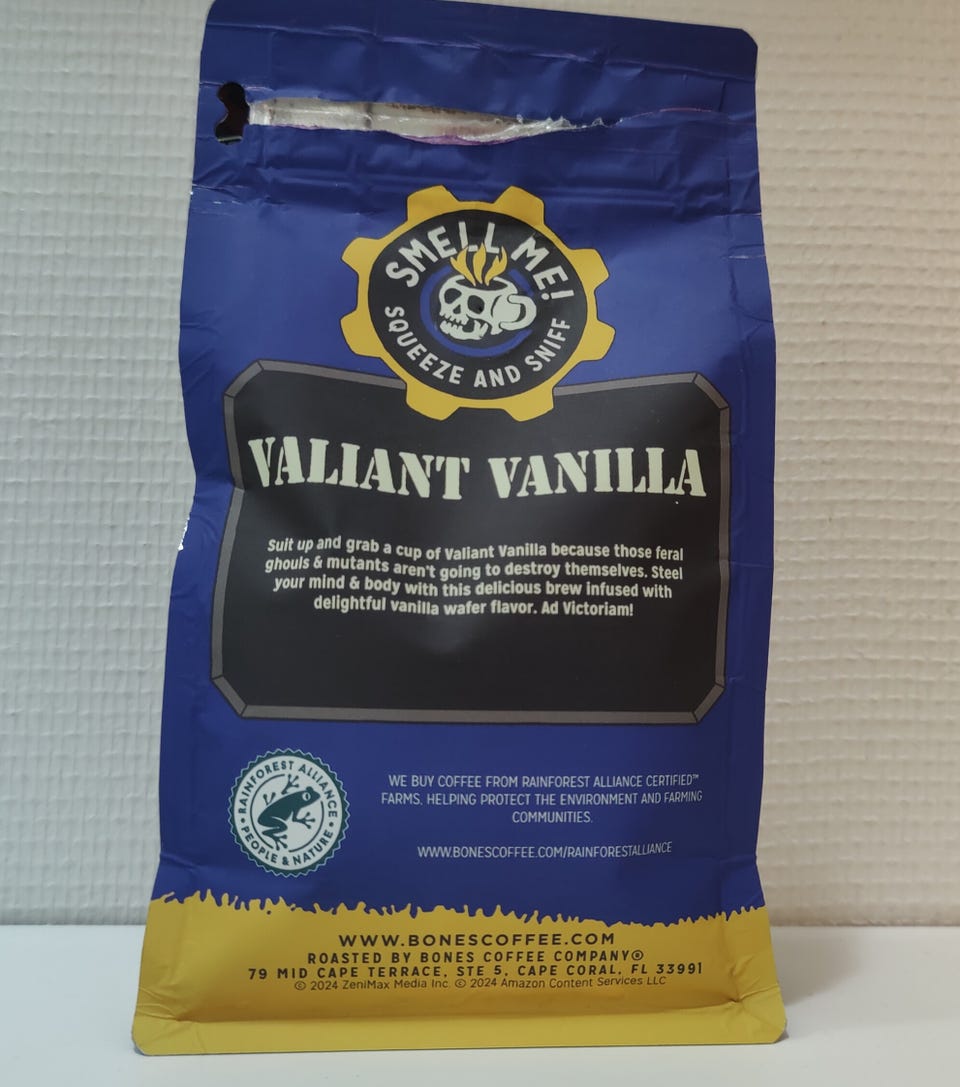 SMELL ME!
SQUEEZE AND SNIFF
VALIANT VANILLA
Suit up and grab a cup of Valiant Vanilla because those feral
ghouls & mutants aren't going to destroy themselves. Steel
your mind & body with this delicious brew infused with
delightful vanilla wafer flavor. Ad Victoriam!
RAINFOREST ALLIANCE
PEOPLE & NATURE
WE BUY COFFEE FROM RAINFOREST ALLIANCE CERTIFIED™
FARMS, HELPING PROTECT THE ENVIRONMENT AND FARMING
COMMUNITIES.
WWW.BONESCOFFEE.COM/RAINFORESTALLIANCE
WWW.BONESCOFFEE.COM
ROASTED BY BONES COFFEE COMPANY®
79 MID CAPE TERRACE, STE 5, CAPE CORAL, FL 33991
© 2024 ZeniMax Media Inc. © 2024 Amazon Content Services LLC